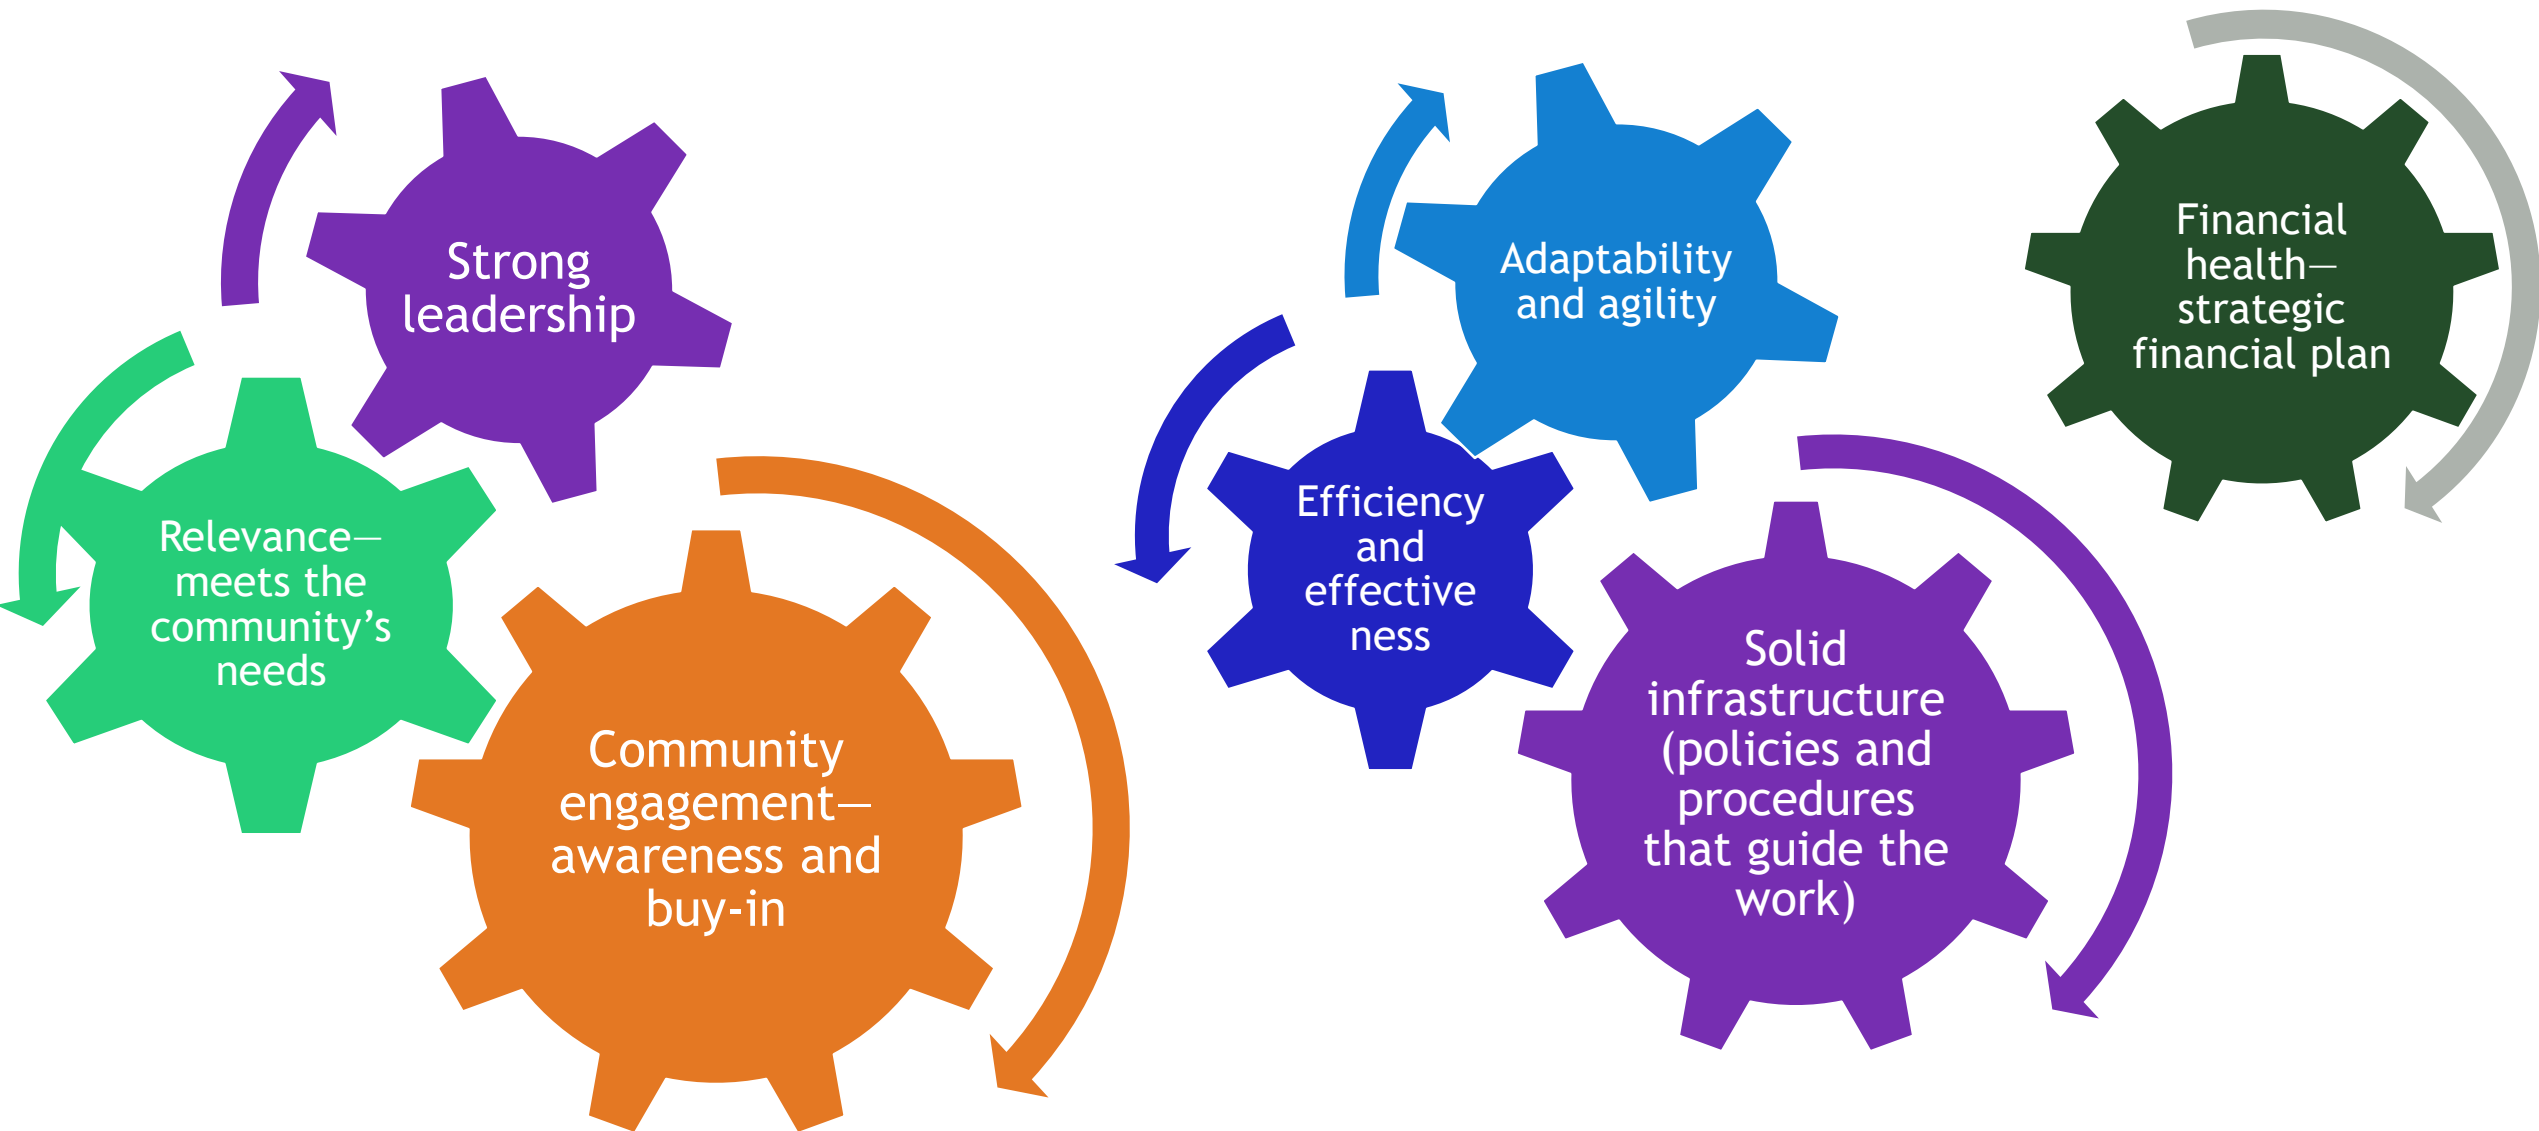 Strong
leadership
Relevance—
meets the
community’s
needs
Community
engagement—
awareness and
buy-in
Adaptability
and agility
Efficiency
and
effective
ness
Solid
infrastructure
(policies and
procedures
that guide the
work)
Financial
health—
strategic
financial plan